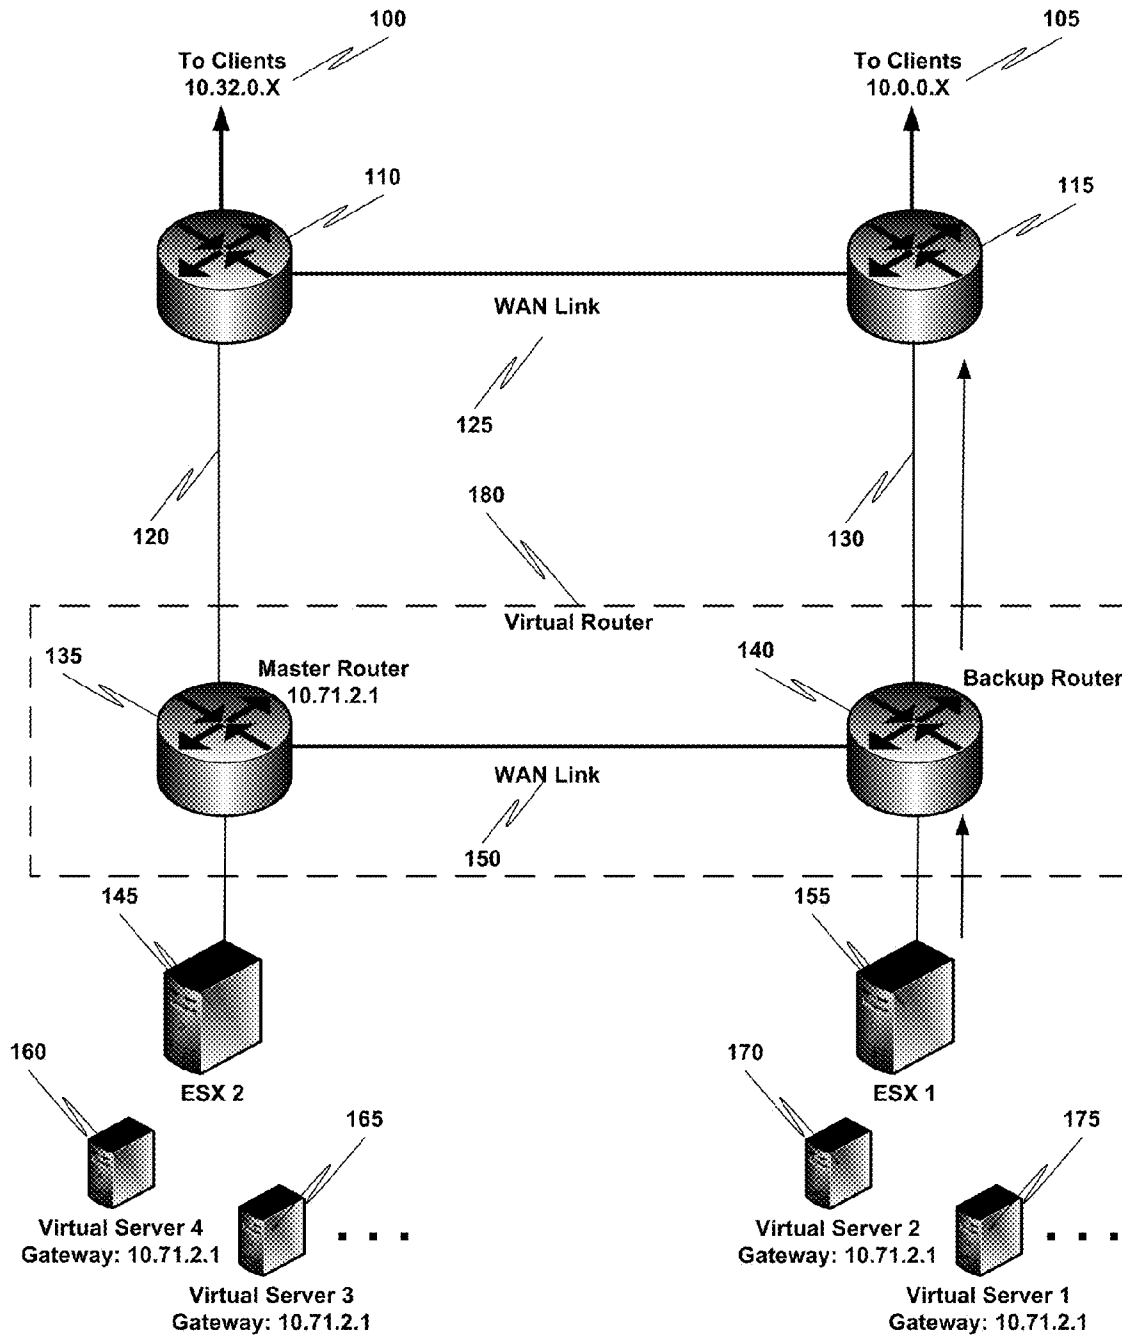 100
105
To Clients
10.32.0.X
To Clients
10.0.0.X
110
115
WAN Link
125
120
180
130
Virtual Router
135
Master Router
10.71.2.1
140
Backup Router
WAN Link
150
145
155
160
ESX 2
170
ESX 1
165
175
Virtual Server 4
Gateway: 10.71.2.1
Virtual Server 2
Gateway: 10.71.2.1
Virtual Server 3
Gateway: 10.71.2.1
Virtual Server 1
Gateway: 10.71.2.1